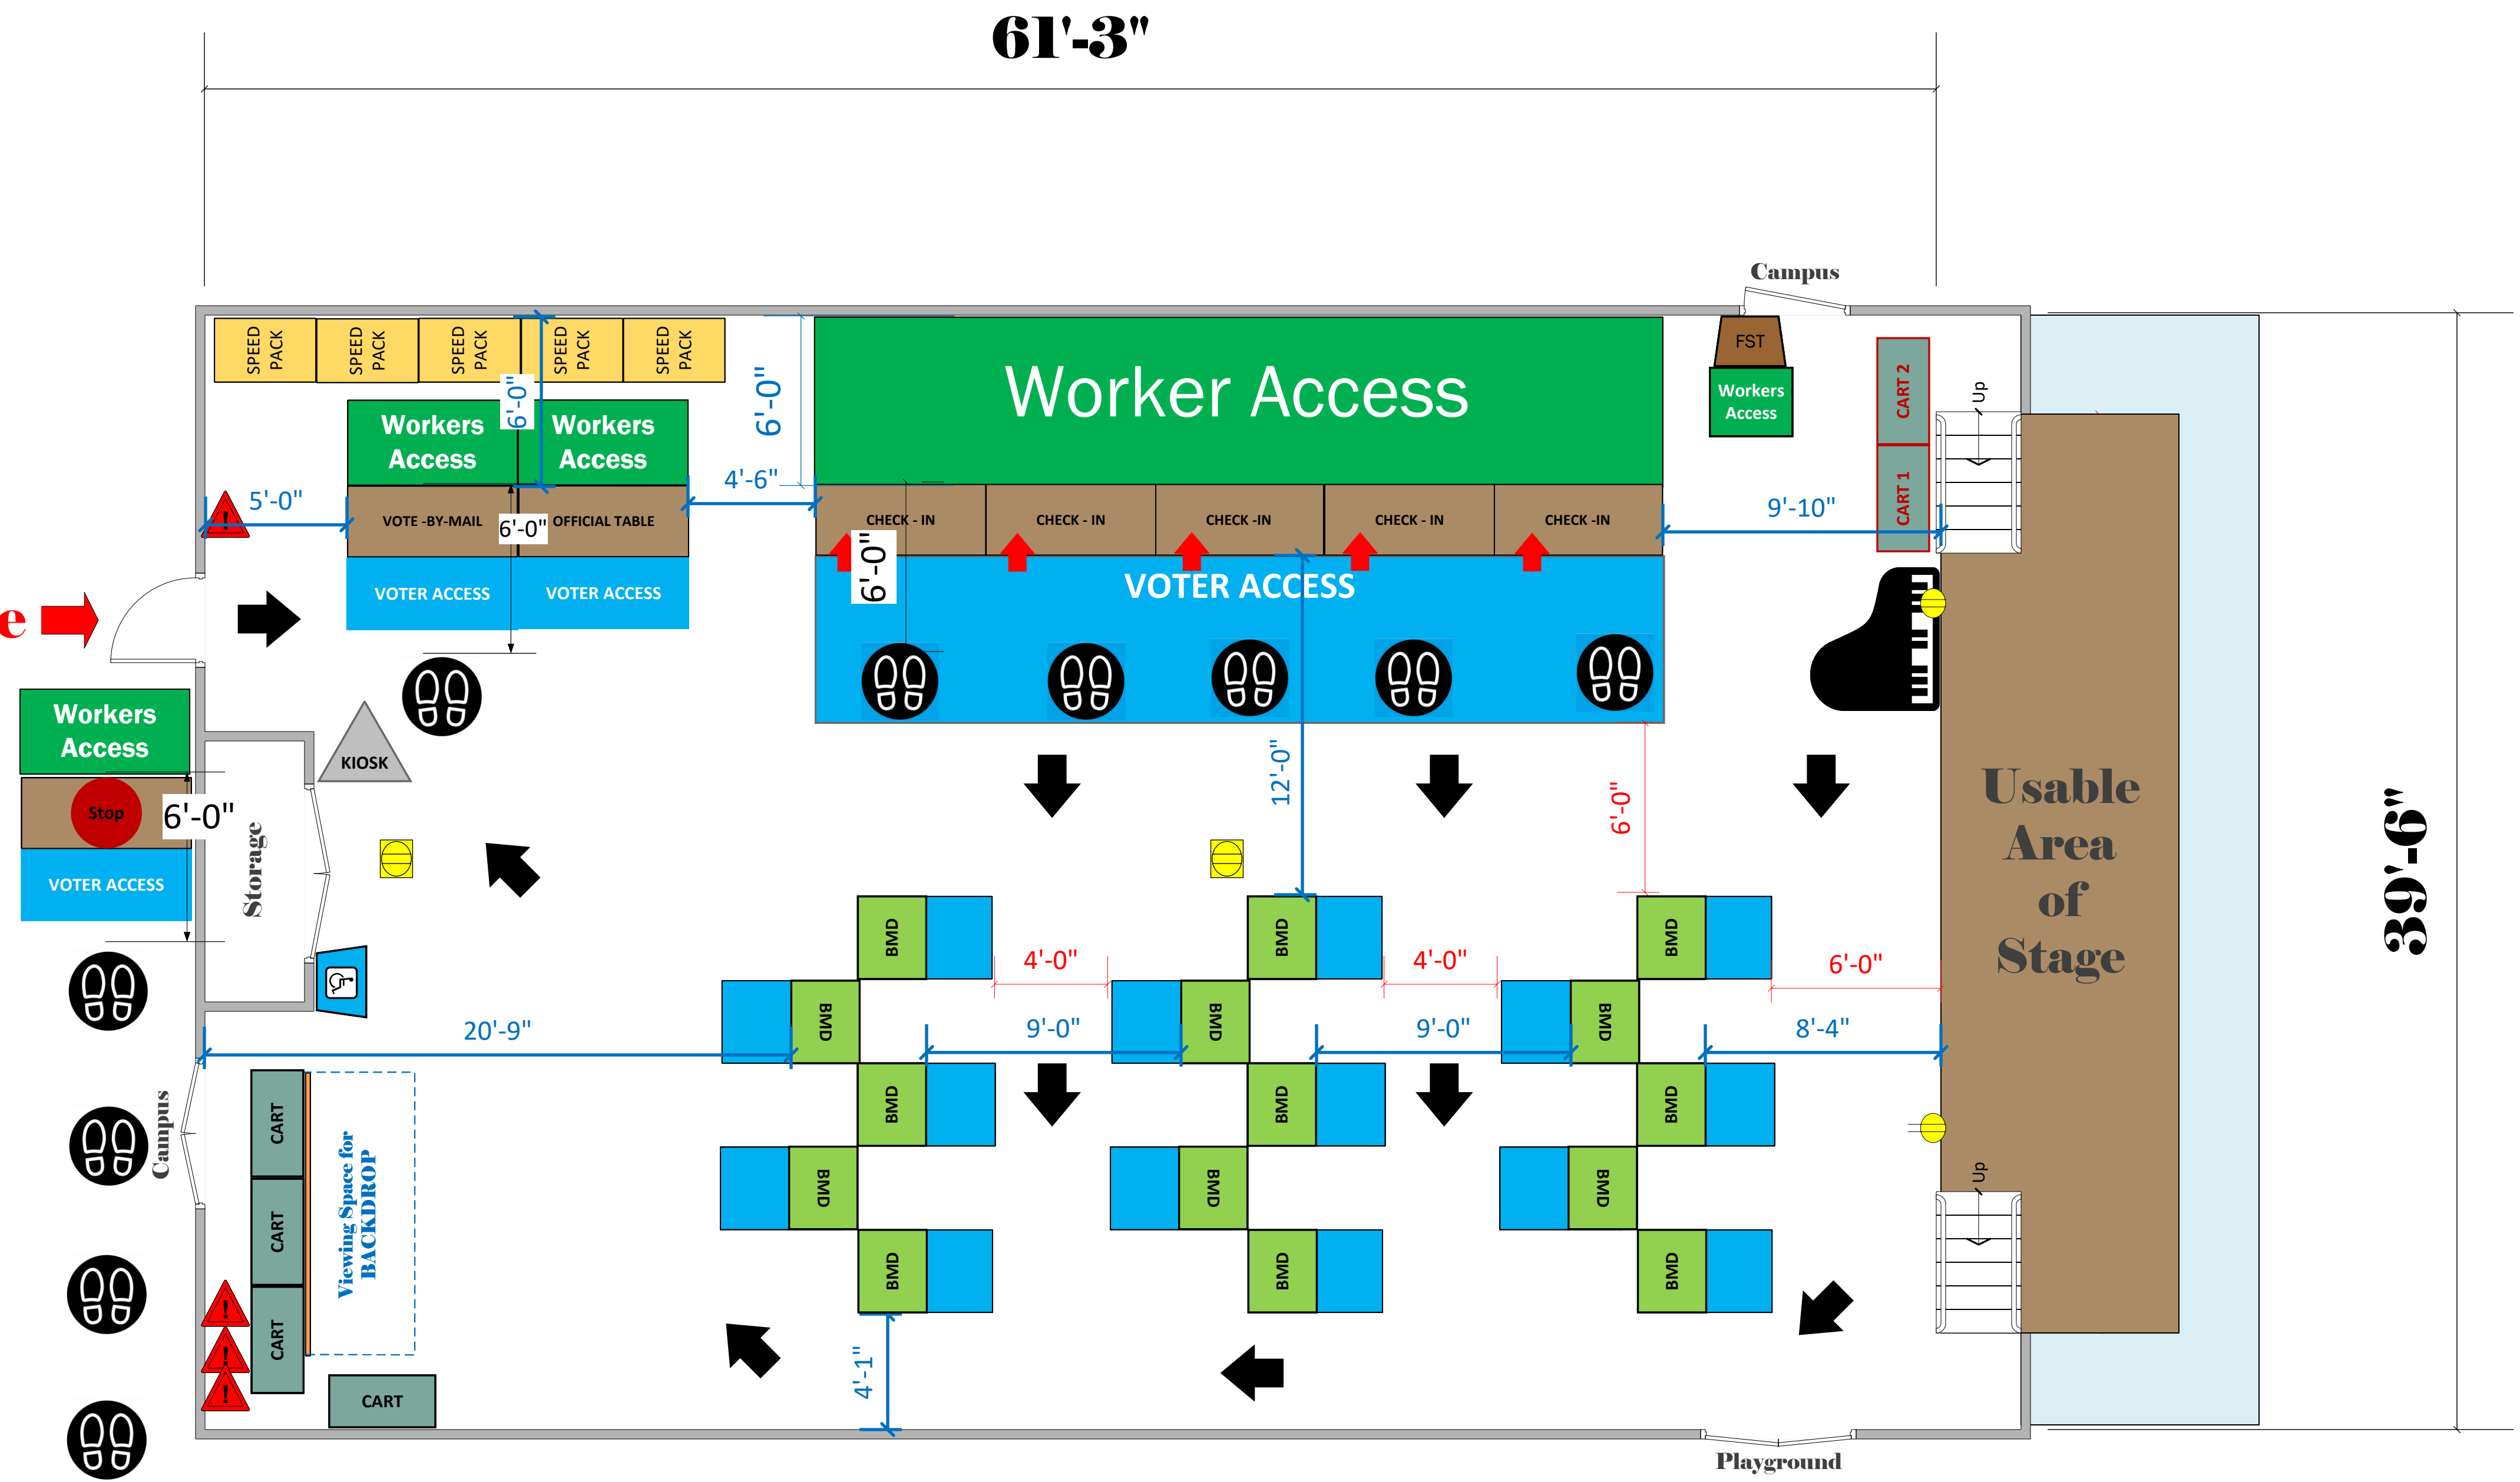 61'-3"
Campus
SPEED
PACK
SPEED
PACK
SPEED
PACK
SPEED
PACK
SPEED
PACK
6'-0"
6'-0"
Worker Access
FST
Workers
Access
CART 2
Up
Workers
Access
Workers
Access
5'-0"
4'-6"
9'-10"
CART 1
VOTE -BY-MAIL
6'-0"
OFFICIAL TABLE
CHECK - IN
CHECK - IN
CHECK -IN
CHECK - IN
CHECK -IN
6'-0"
VOTER ACCESS
VOTER ACCESS
VOTER ACCESS
e
Workers
Access
KIOSK
Stop
6'-0"
VOTER ACCESS
Storage
12'-0"
6'-0"
Usable
Area
of
Stage
39'-6"
BMD
BMD
BMD
4'-0"
4'-0"
6'-0"
BMD
BMD
BMD
20'-9"
9'-0"
9'-0"
8'-4"
BMD
BMD
BMD
Campus
CART
CART
CART
Viewing Space for
BACKDROP
BMD
BMD
BMD
Up
BMD
BMD
BMD
!
!
!
!
4'-1"
CART
Playground